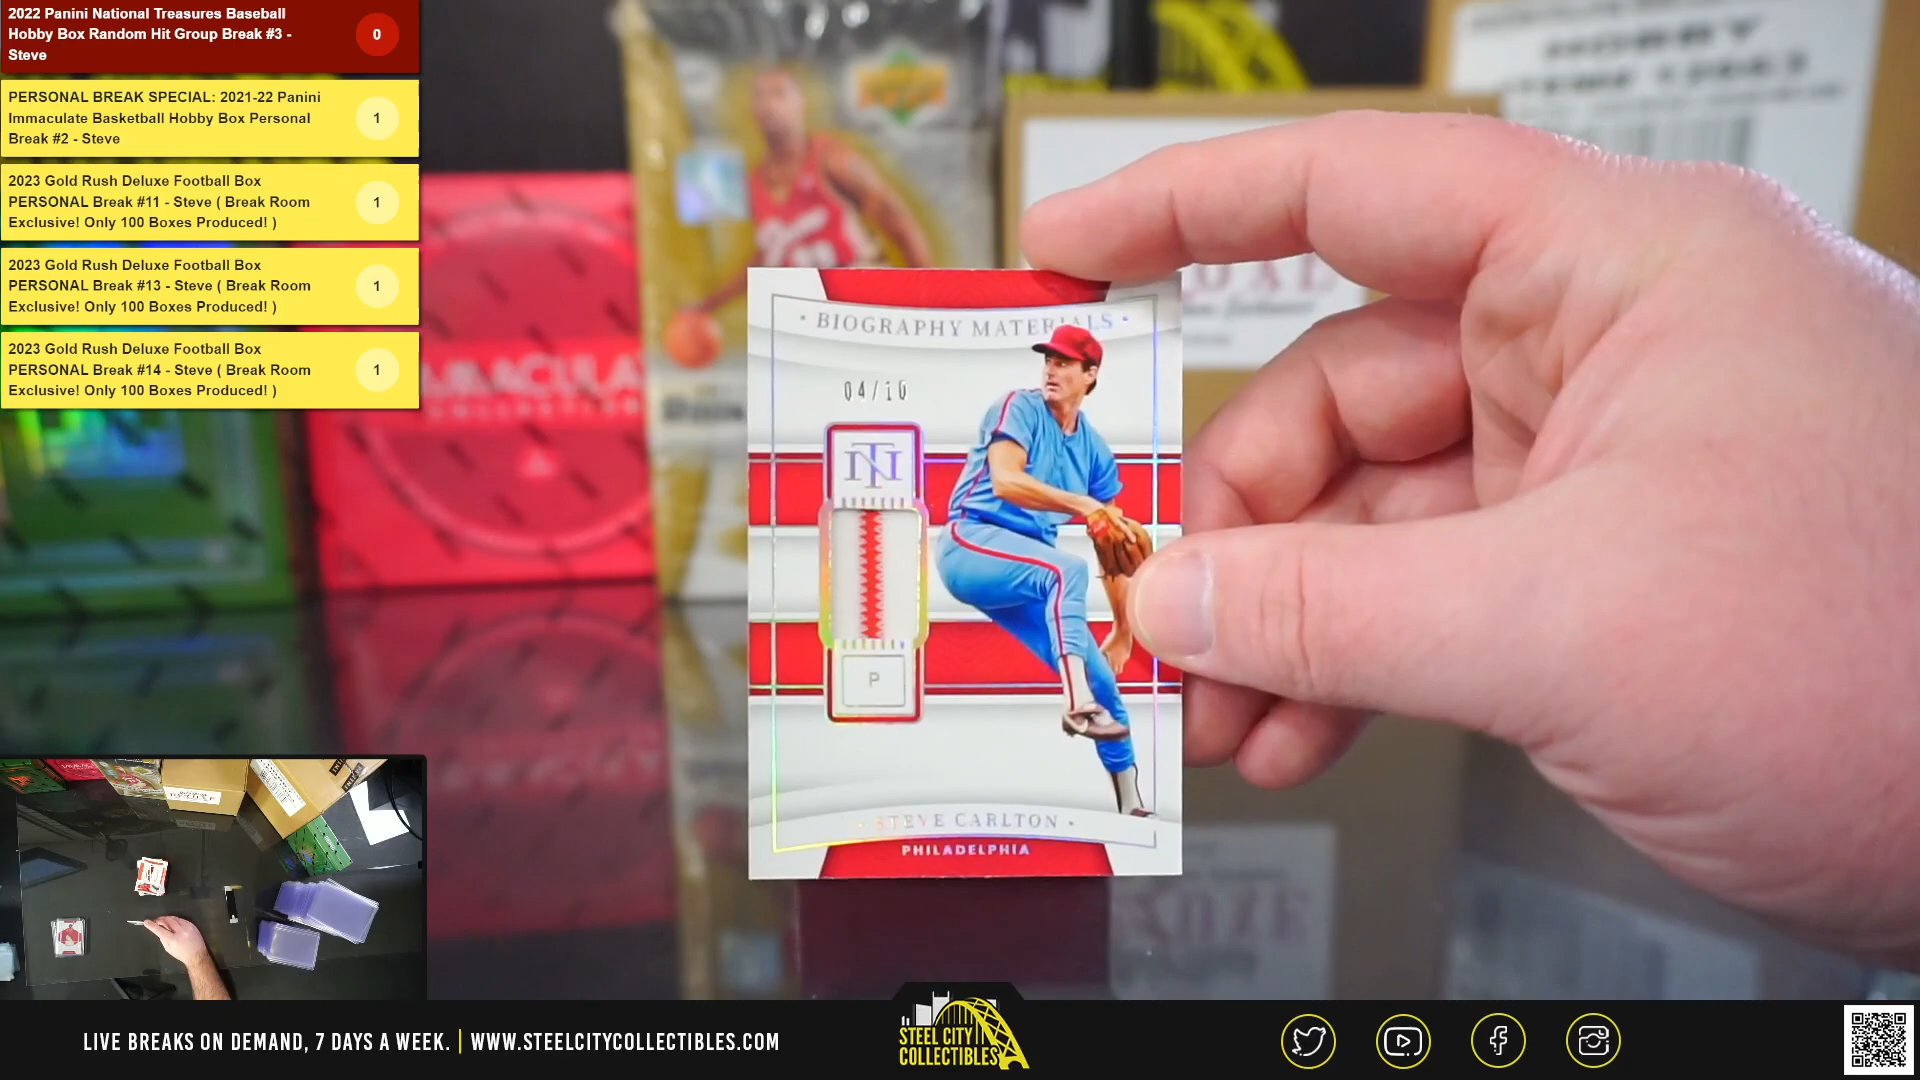 2022 Panini National Treasures Baseball
Hobby Box Random Hit Group Break #3 -
Steve
0
PERSONAL BREAK SPECIAL: 2021-22 Panini
Immaculate Basketball Hobby Box Personal
Break #2 - Steve
1
2023 Gold Rush Deluxe Football Box
PERSONAL Break #11 - Steve ( Break Room
Exclusive! Only 100 Boxes Produced! )
1
2023 Gold Rush Deluxe Football Box
PERSONAL Break #13 - Steve ( Break Room
Exclusive! Only 100 Boxes Produced! )
1
2023 Gold Rush Deluxe Football Box
PERSONAL Break #14 - Steve ( Break Room
Exclusive! Only 100 Boxes Produced! )
1
HOBBY
· BIOGRAPHY MATERIALS ·
04/10
NT
P
· STEVE CARLTON ·
PHILADELPHIA
LIVE BREAKS ON DEMAND, 7 DAYS A WEEK. | WWW.STEELCITYCOLLECTIBLES.COM
STEEL CITY
COLLECTIBLES